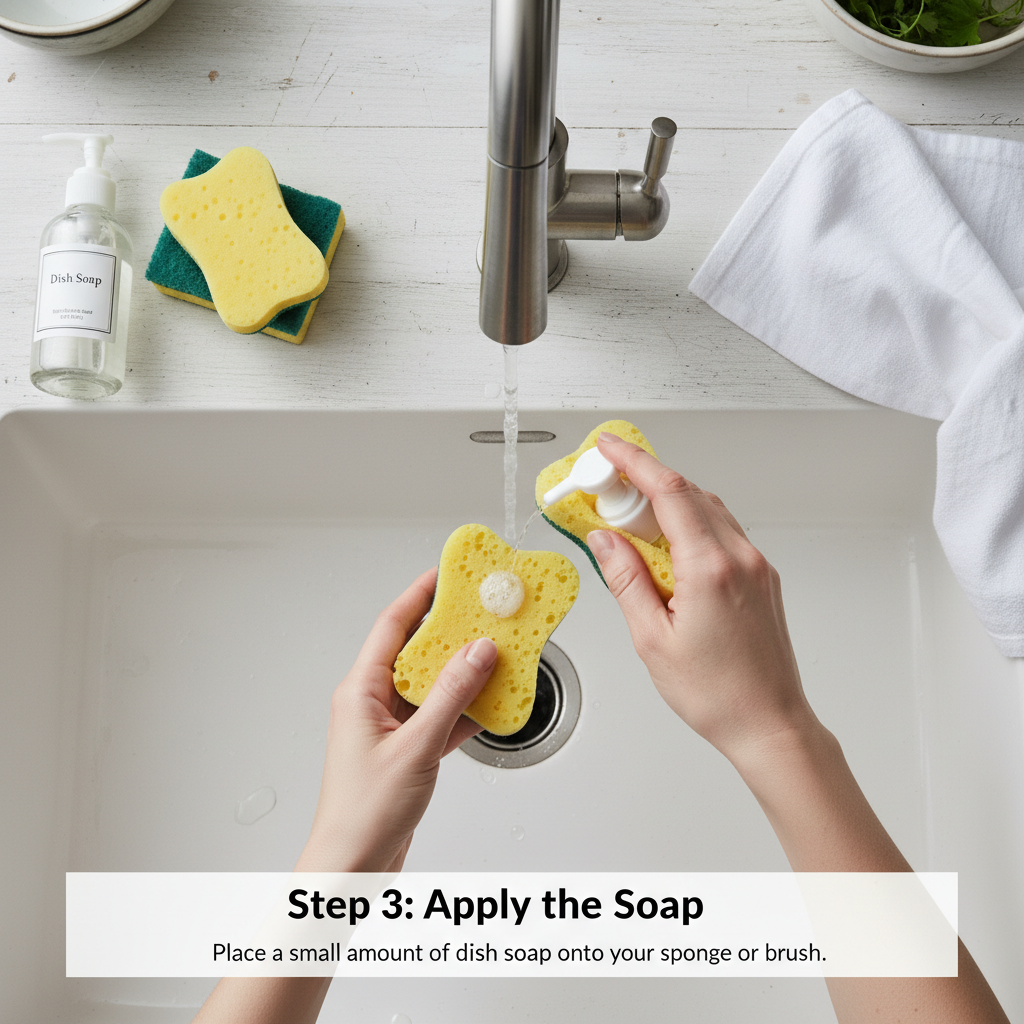 Dish Soap
Step 3: Apply the Soap
Place a small amount of dish soap onto your sponge or brush.